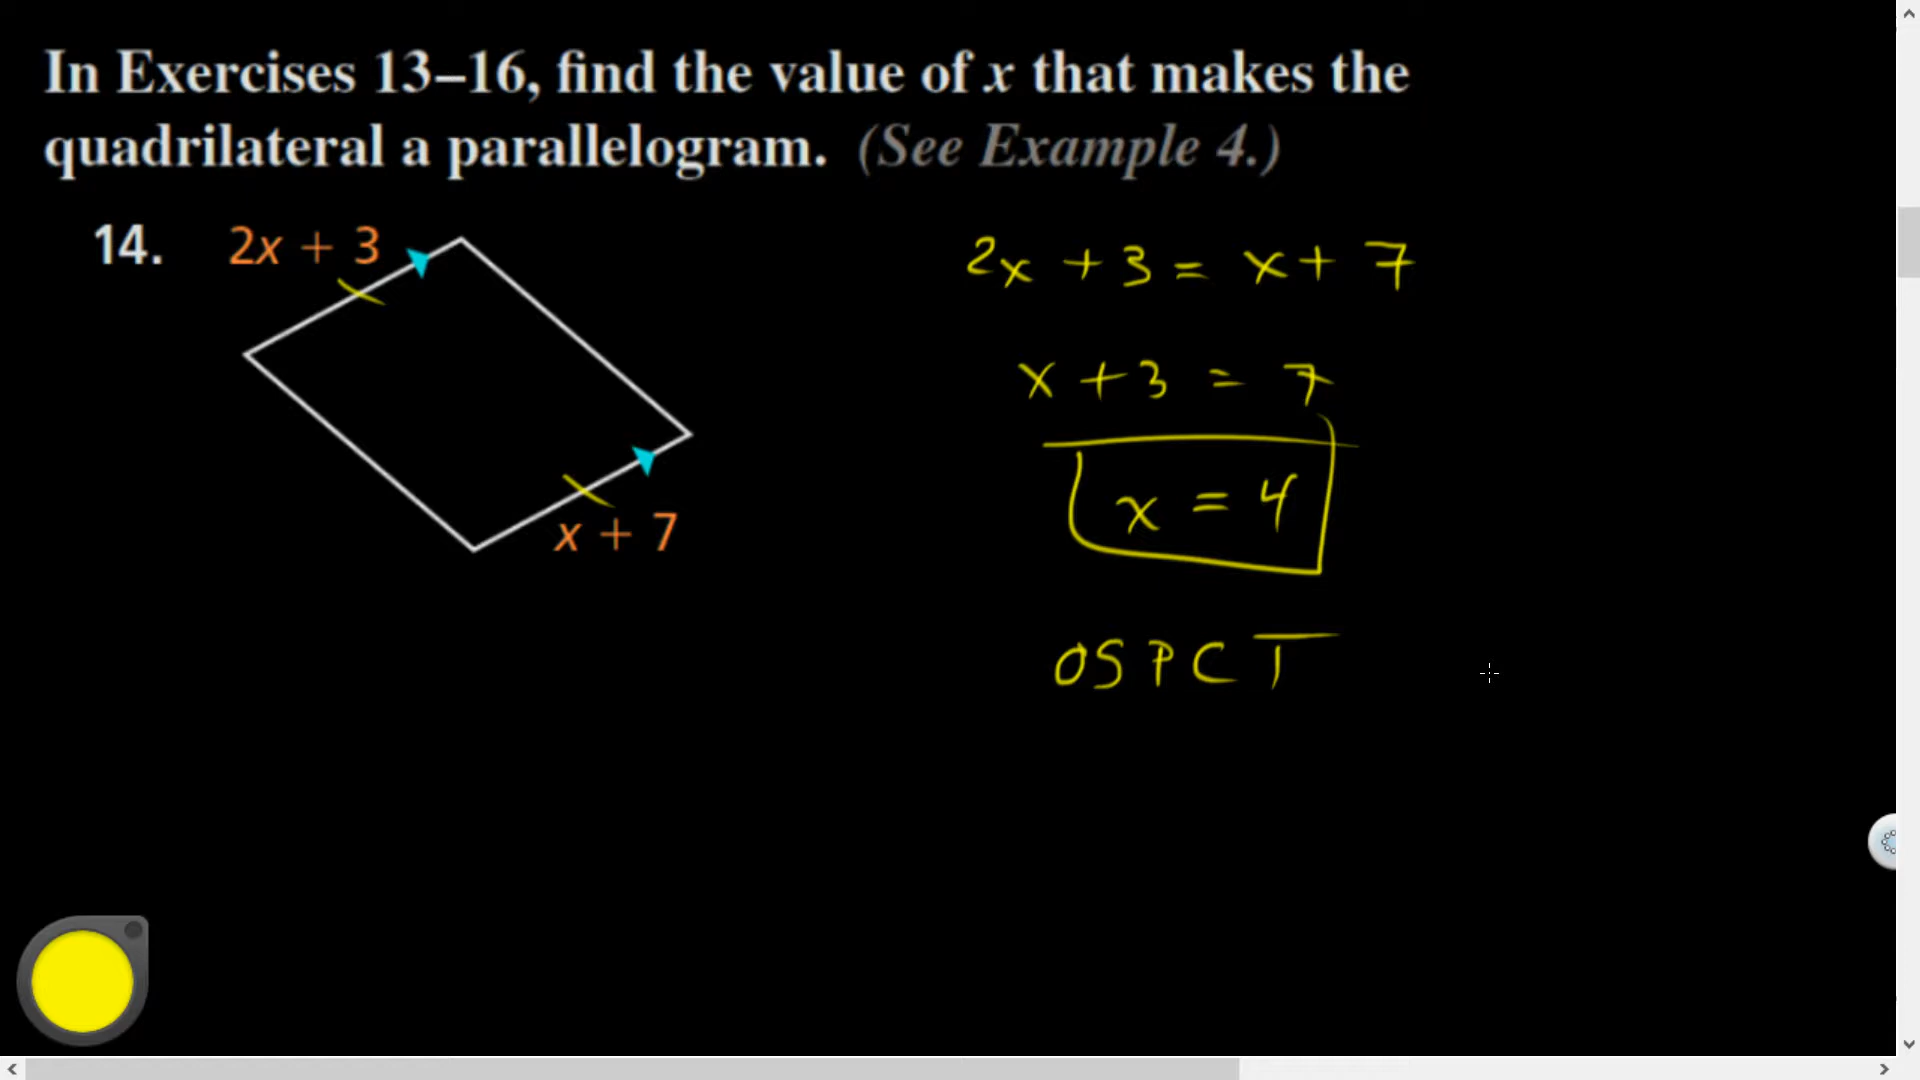 In Exercises 13–16, find the value of x that makes the
quadrilateral a parallelogram. (See Example 4.)
14. 2x + 3
x + 7
2x + 3 = x + 7
x + 3 = 7
x = 4
OSPCT